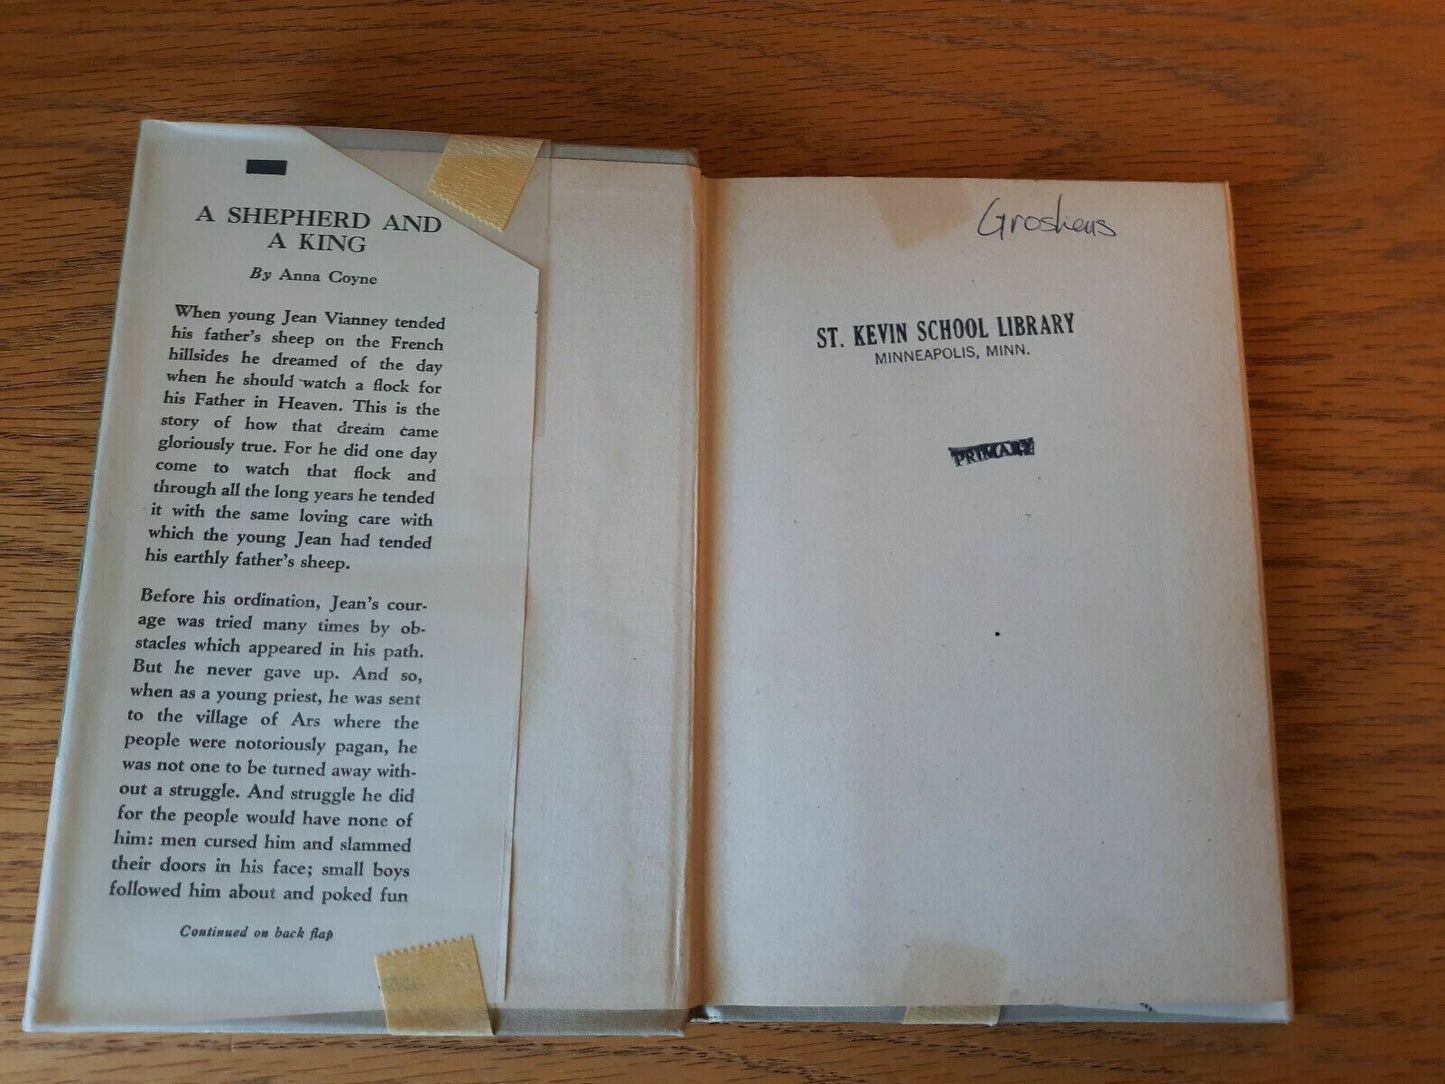 A SHEPHERD AND
A KING
By Anna Coyne
When young Jean Vianney tended
his father's sheep on the French
hillsides he dreamed of the day
when he should watch a flock for
his Father in Heaven. This is the
story of how that dream came
gloriously true. For he did one day
come to watch that flock and
through all the long years he tended
it with the same loving care with
which the young Jean had tended
his earthly father's sheep.
Before his ordination, Jean's cour-
age was tried many times by ob-
stacles which appeared in his path.
But he never gave up. And so,
when as a young priest, he was sent
to the village of Ars where the
people were notoriously pagan, he
was not one to be turned away with-
out a struggle. And struggle he did
for the people would have none of
him: men cursed him and slammed
their doors in his face; small boys
followed him about and poked fun
Continued on back flap
Groskens
ST. KEVIN SCHOOL LIBRARY
MINNEAPOLIS, MINN.
PRIMARY